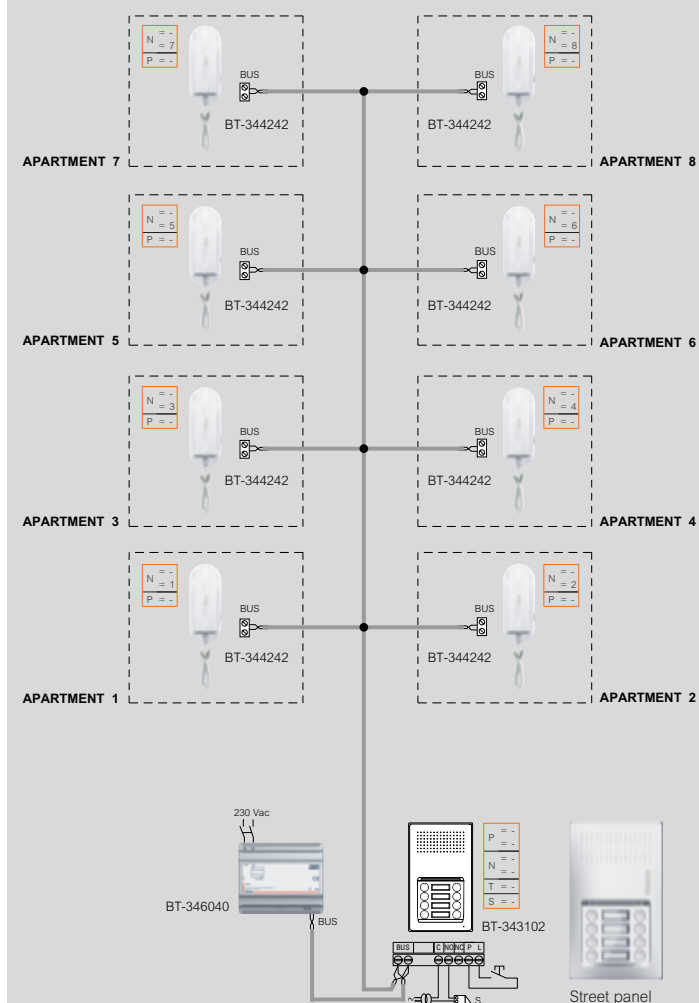 N = -
= 7
P = -
BUS
BT-344242
APARTMENT 7
N = -
= 8
P = -
BUS
BT-344242
APARTMENT 8
N = -
= 5
P = -
BUS
BT-344242
APARTMENT 5
N = -
= 6
P = -
BUS
BT-344242
APARTMENT 6
N = -
= 3
P = -
BUS
BT-344242
APARTMENT 3
N = -
= 4
P = -
BUS
BT-344242
APARTMENT 4
N = -
= 1
P = -
BUS
BT-344242
APARTMENT 1
N = -
= 2
P = -
BUS
BT-344242
APARTMENT 2
230 Vac
BT-346040
BUS
P = -
= -
N = -
= -
T = -
S = -
BT-343102
BUS C NO NC P L
~
S
Street panel